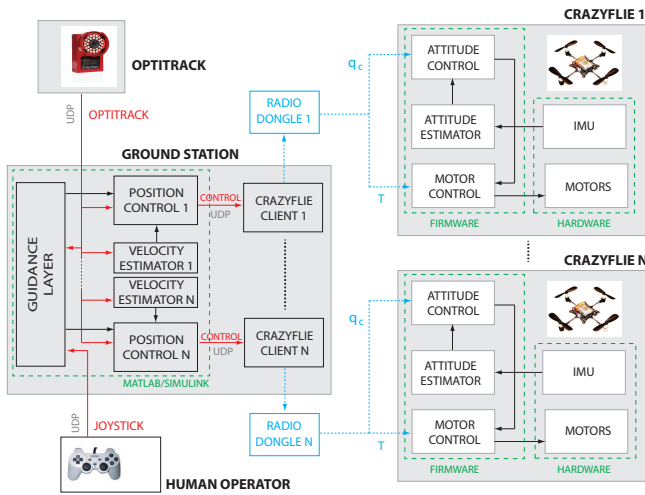 OPTITRACK
UDP
OPTITRACK
GROUND STATION
GUIDANCE
LAYER
POSITION
CONTROL 1
VELOCITY
ESTIMATOR 1
VELOCITY
ESTIMATOR N
POSITION
CONTROL N
MATLAB/SIMULINK
CONTROL
UDP
CRAZYFLIE
CLIENT 1
CONTROL
UDP
CRAZYFLIE
CLIENT N
UDP
JOYSTICK
HUMAN OPERATOR
RADIO
DONGLE 1
RADIO
DONGLE N
qc
T
CRAZYFLIE 1
ATTITUDE
CONTROL
ATTITUDE
ESTIMATOR
MOTOR
CONTROL
FIRMWARE
IMU
MOTORS
HARDWARE
qc
T
CRAZYFLIE N
ATTITUDE
CONTROL
ATTITUDE
ESTIMATOR
MOTOR
CONTROL
FIRMWARE
IMU
MOTORS
HARDWARE